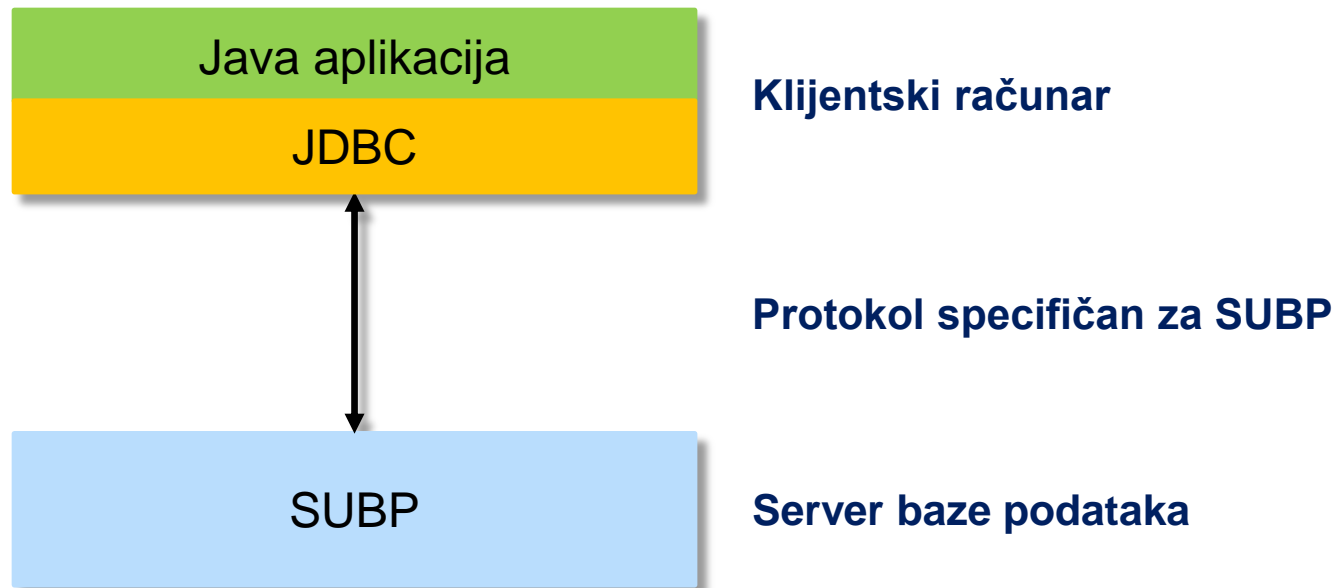 Java aplikacija
Klijentski računar
JDBC
Protokol specifičan za SUBP
SUBP
Server baze podataka